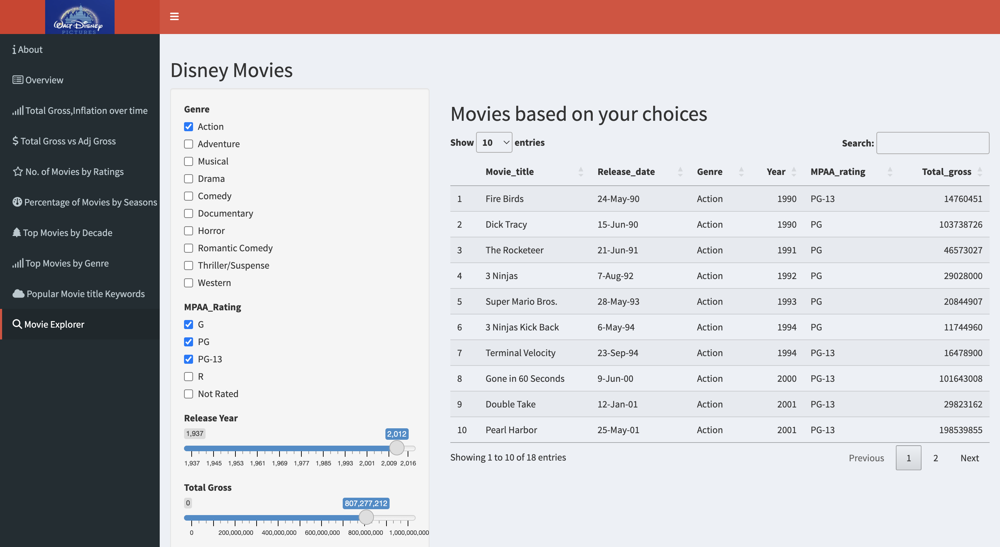 WALT DISNEY
PICTURES
About
Overview
Total Gross,Inflation over time
Total Gross vs Adj Gross
No. of Movies by Ratings
Percentage of Movies by Seasons
Top Movies by Decade
Top Movies by Genre
Popular Movie title Keywords
Movie Explorer
Disney Movies
Genre
Action
Adventure
Musical
Drama
Comedy
Documentary
Horror
Romantic Comedy
Thriller/Suspense
Western
MPAA_Rating
G
PG
PG-13
R
Not Rated
Release Year
1,937 2,012
1,937 1,945 1,953 1,961 1,969 1,977 1,985 1,993 2,001 2,009 2,016
Total Gross
0 807,277,212
0 200,000,000 400,000,000 600,000,000 800,000,000 1,000,000,000
Movies based on your choices
Show 10 entries Search:
Movie_title Release_date Genre Year MPAA_rating Total_gross
1 Fire Birds 24-May-90 Action 1990 PG-13 14760451
2 Dick Tracy 15-Jun-90 Action 1990 PG 103738726
3 The Rocketeer 21-Jun-91 Action 1991 PG 46573027
4 3 Ninjas 7-Aug-92 Action 1992 PG 29028000
5 Super Mario Bros. 28-May-93 Action 1993 PG 20844907
6 3 Ninjas Kick Back 6-May-94 Action 1994 PG 11744960
7 Terminal Velocity 23-Sep-94 Action 1994 PG-13 16478900
8 Gone in 60 Seconds 9-Jun-00 Action 2000 PG-13 101643008
9 Double Take 12-Jan-01 Action 2001 PG-13 29823162
10 Pearl Harbor 25-May-01 Action 2001 PG-13 198539855
Showing 1 to 10 of 18 entries Previous 1 2 Next